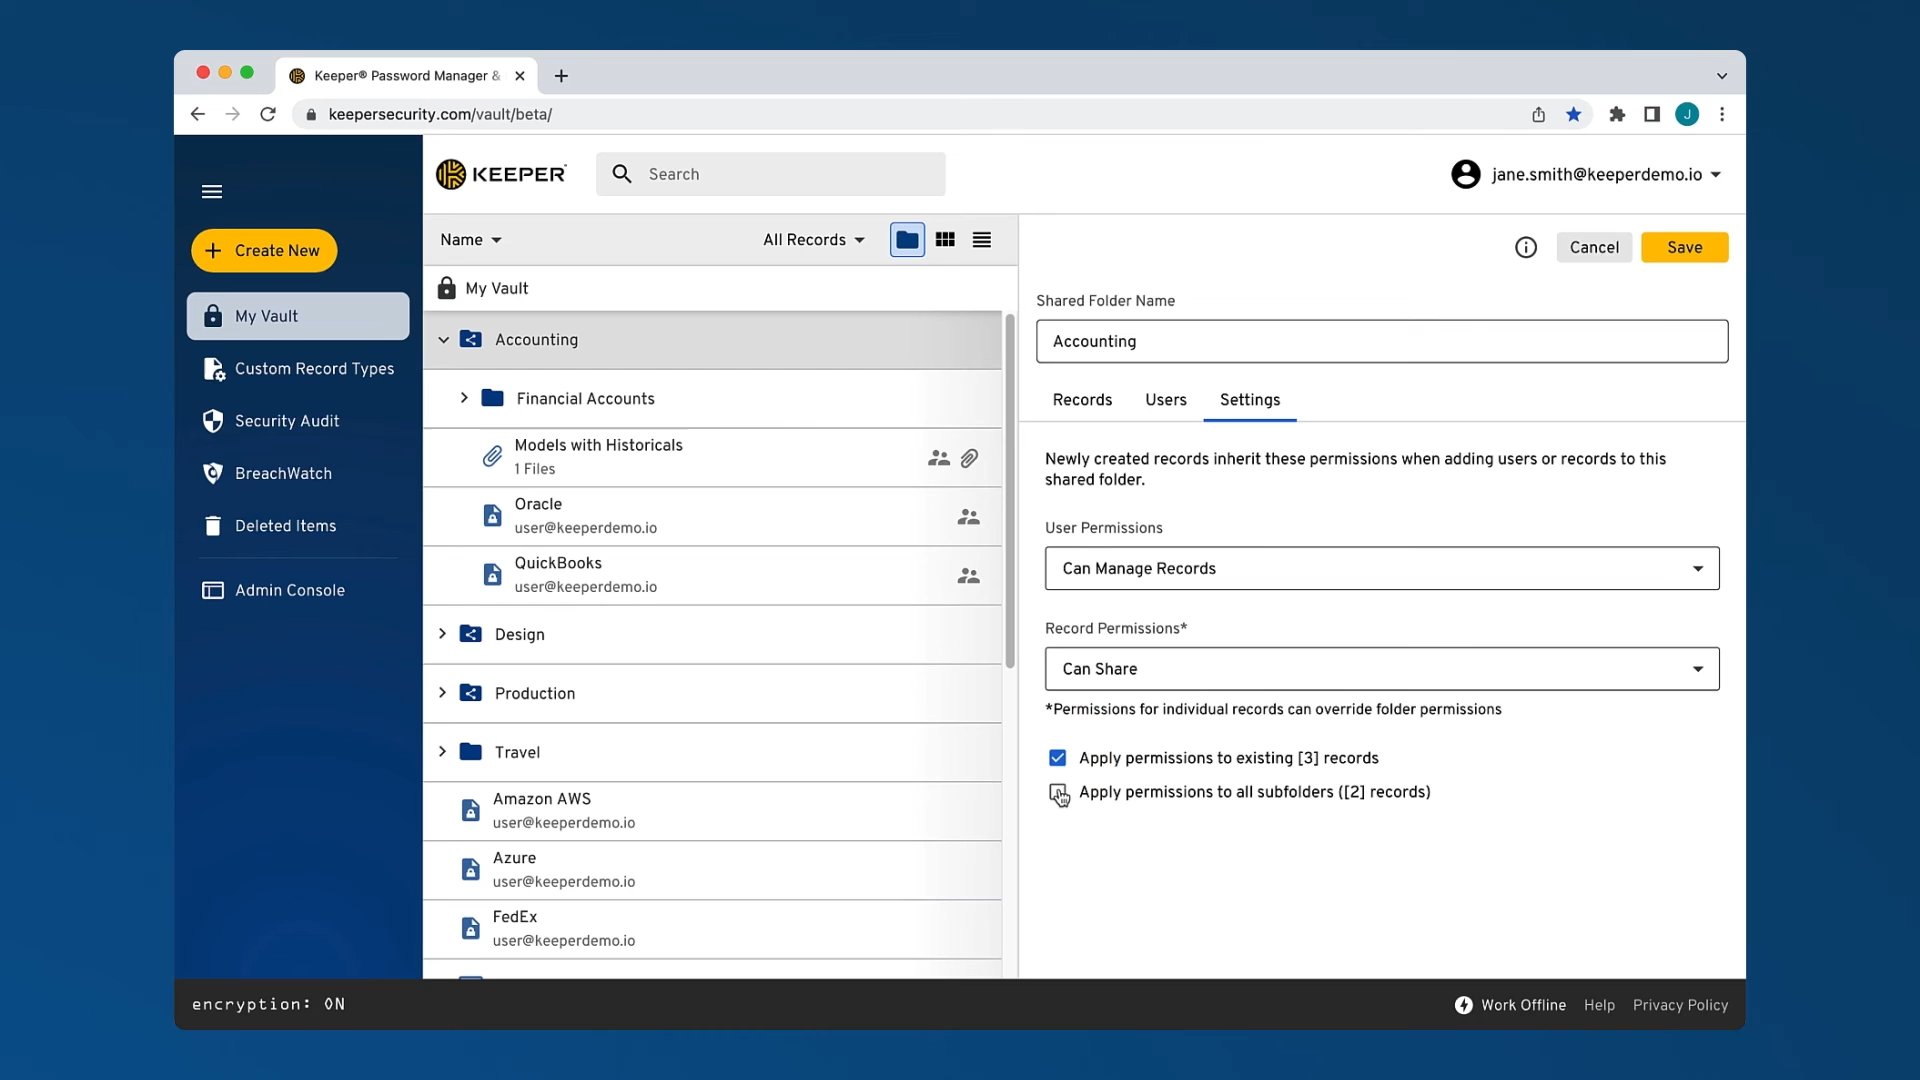 Keeper® Password Manager &
keepersecurity.com/vault/beta/
J
KEEPER
Search
jane.smith@keeperdemo.io
Create New
My Vault
Custom Record Types
Security Audit
BreachWatch
Deleted Items
Admin Console
Name
All Records
My Vault
Accounting
Financial Accounts
Models with Historicals
1 Files
Oracle
user@keeperdemo.io
QuickBooks
user@keeperdemo.io
Design
Production
Travel
Amazon AWS
user@keeperdemo.io
Azure
user@keeperdemo.io
FedEx
user@keeperdemo.io
Cancel
Save
Shared Folder Name
Accounting
Records
Users
Settings
Newly created records inherit these permissions when adding users or records to this
shared folder.
User Permissions
Can Manage Records
Record Permissions*
Can Share
*Permissions for individual records can override folder permissions
Apply permissions to existing [3] records
Apply permissions to all subfolders ([2] records)
encryption: ON
Work Offline
Help
Privacy Policy